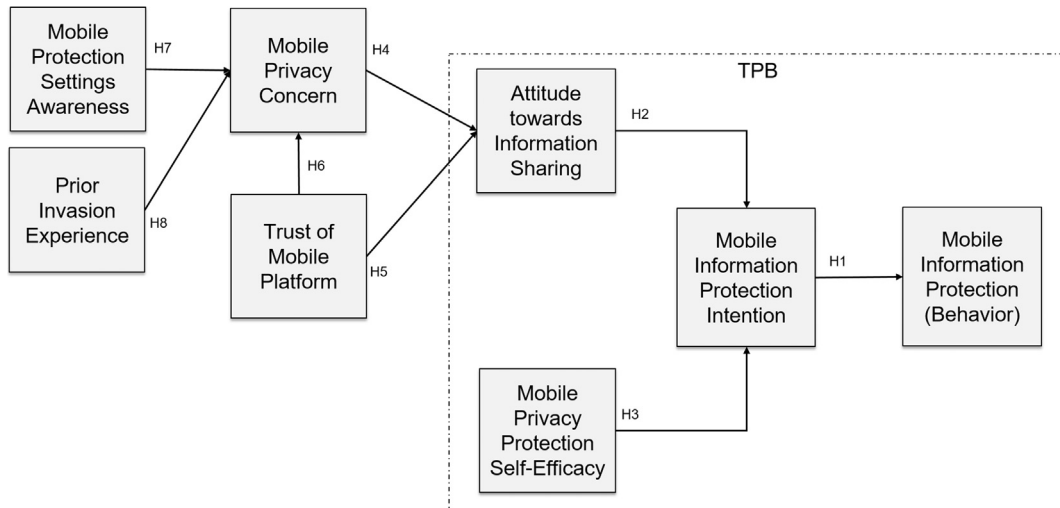 Mobile
Protection
Settings
Awareness
H7
Mobile
Privacy
Concern
H4
TPB
Attitude
towards
Information
Sharing
H2
Prior
Invasion
Experience
H8
H6
Trust of
Mobile
Platform
H5
Mobile
Information
Protection
Intention
H1
Mobile
Information
Protection
(Behavior)
Mobile
Privacy
Protection
Self-Efficacy
H3